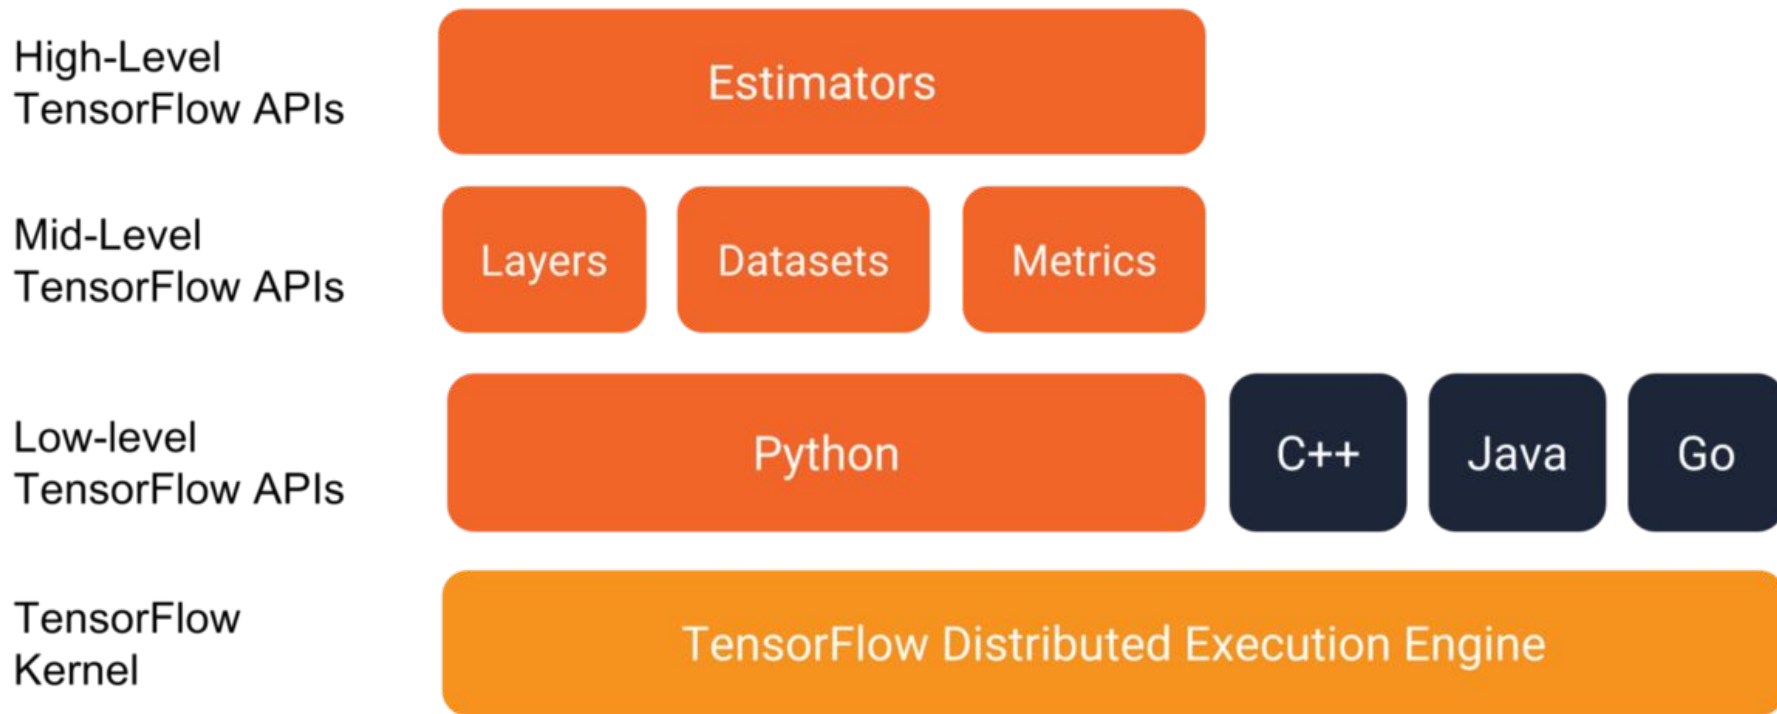 High-Level
TensorFlow APIs
Estimators
Mid-Level
TensorFlow APIs
Layers
Datasets
Metrics
Low-level
TensorFlow APIs
Python
C++
Java
Go
TensorFlow
Kernel
TensorFlow Distributed Execution Engine